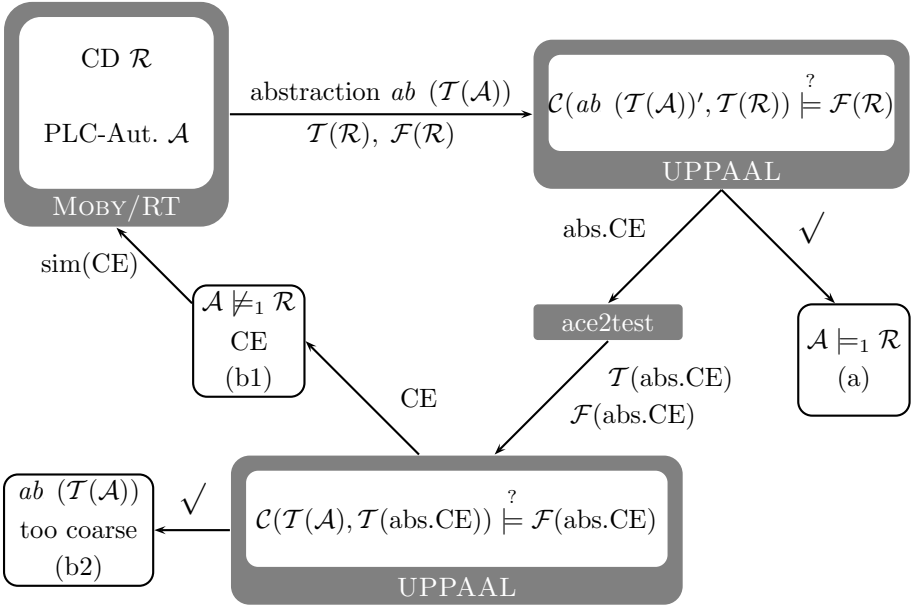 CD 𝓡
PLC-Aut. 𝒜
MOBY/RT
abstraction ab (𝒯(𝒜))
𝒯(𝓡), ℱ(𝓡)
𝒞(ab (𝒯(𝒜))′, 𝒯(𝓡)) ⊨? ℱ(𝓡)
UPPAAL
abs.CE
√
sim(CE)
ace2test
𝒜 ⊭₁ 𝓡
CE
(b1)
𝒜 ⊨₁ 𝓡
(a)
𝒯(abs.CE)
ℱ(abs.CE)
CE
ab (𝒯(𝒜))
too coarse
(b2)
√
𝒞(𝒯(𝒜), 𝒯(abs.CE)) ⊨? ℱ(abs.CE)
UPPAAL